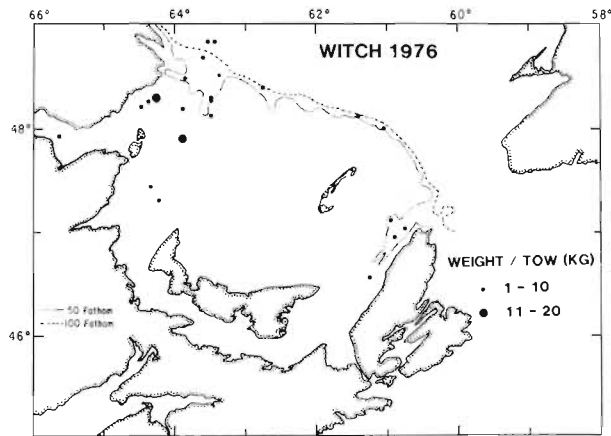 66° 64° 62° 60° 58°
WITCH 1976
48°
WEIGHT / TOW (KG)
1 - 10
11 - 20
50 Fathom
100 Fathom
46°